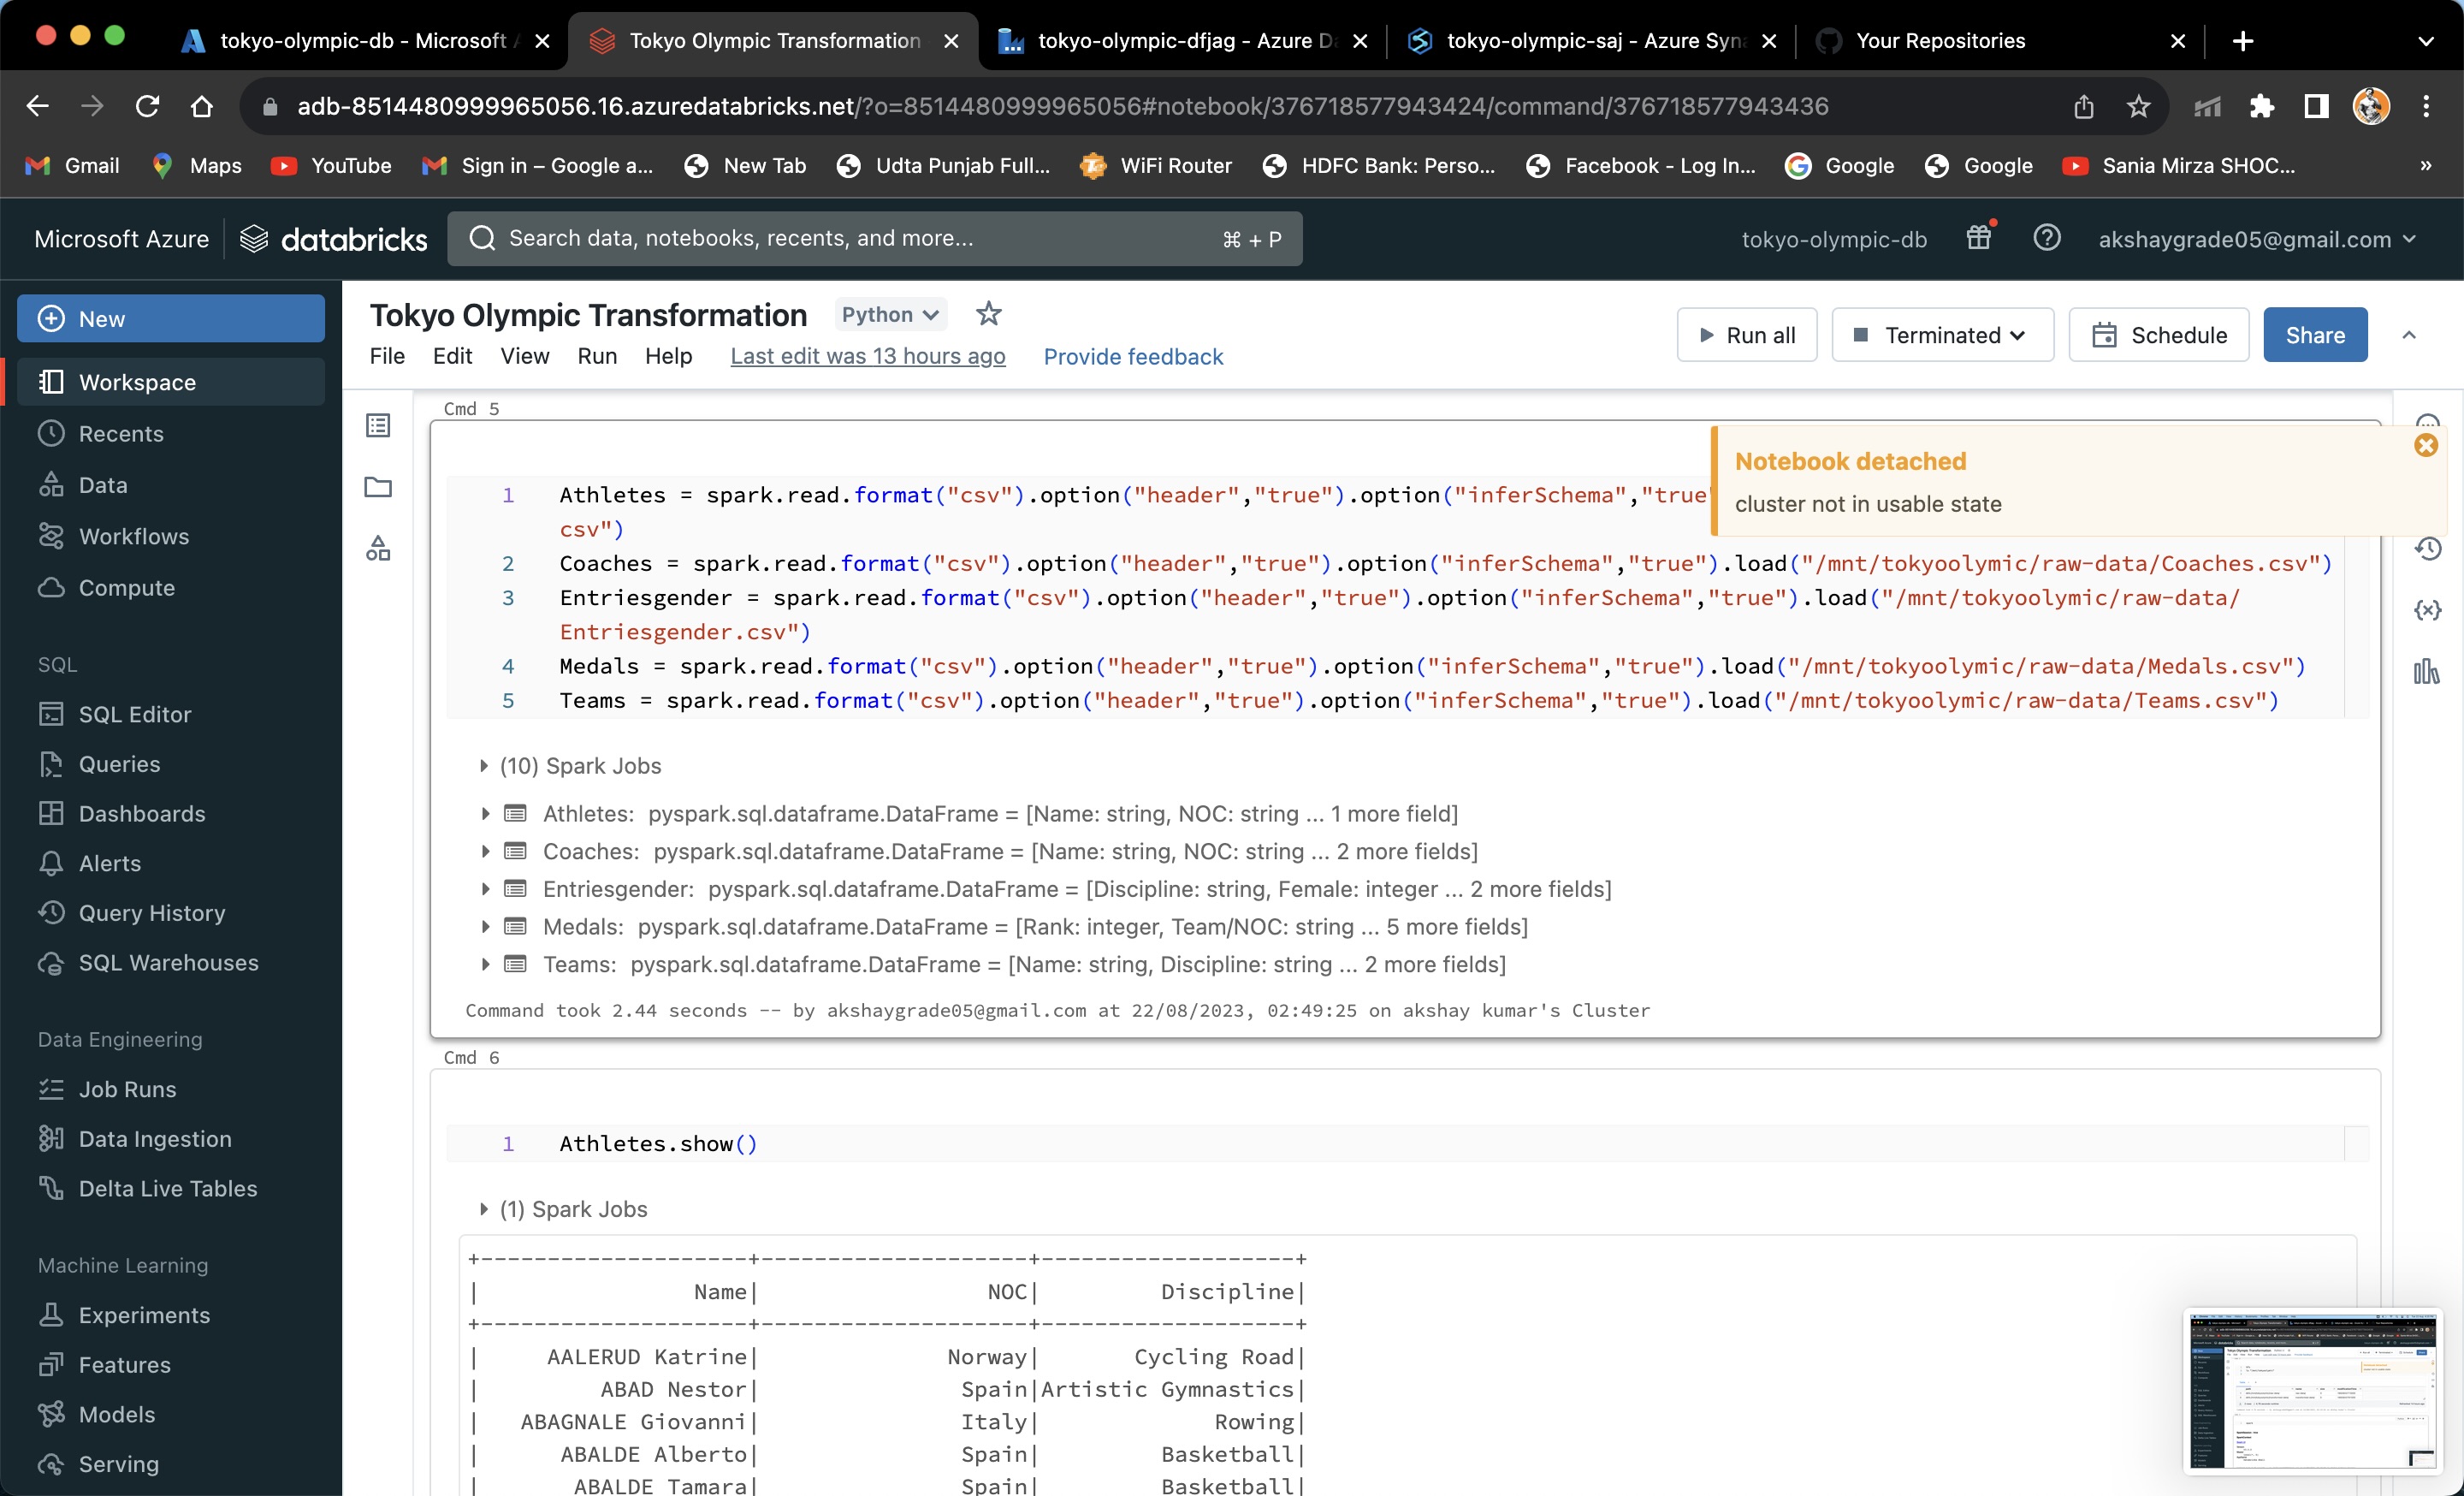 tokyo-olympic-db - Microsoft A
Tokyo Olympic Transformation
tokyo-olympic-dfjag - Azure Da
tokyo-olympic-saj - Azure Syna
Your Repositories
adb-8514480999965056.16.azuredatabricks.net/?o=8514480999965056#notebook/376718577943424/command/376718577943436
Gmail
Maps
YouTube
Sign in – Google a...
New Tab
Udta Punjab Full...
WiFi Router
HDFC Bank: Perso...
Facebook - Log In...
Google
Google
Sania Mirza SHOC...
»
Microsoft Azure
databricks
Search data, notebooks, recents, and more...
⌘ + P
tokyo-olympic-db
akshaygrade05@gmail.com
New
Workspace
Recents
Data
Workflows
Compute
SQL
SQL Editor
Queries
Dashboards
Alerts
Query History
SQL Warehouses
Data Engineering
Job Runs
Data Ingestion
Delta Live Tables
Machine Learning
Experiments
Features
Models
Serving
Tokyo Olympic Transformation
Python
File Edit View Run Help Last edit was 13 hours ago Provide feedback
Run all
Terminated
Schedule
Share
Cmd 5
Notebook detached
cluster not in usable state
1 Athletes = spark.read.format("csv").option("header","true").option("inferSchema","true
csv")
2 Coaches = spark.read.format("csv").option("header","true").option("inferSchema","true").load("/mnt/tokyoolymic/raw-data/Coaches.csv")
3 Entriesgender = spark.read.format("csv").option("header","true").option("inferSchema","true").load("/mnt/tokyoolymic/raw-data/
Entriesgender.csv")
4 Medals = spark.read.format("csv").option("header","true").option("inferSchema","true").load("/mnt/tokyoolymic/raw-data/Medals.csv")
5 Teams = spark.read.format("csv").option("header","true").option("inferSchema","true").load("/mnt/tokyoolymic/raw-data/Teams.csv")
(10) Spark Jobs
Athletes: pyspark.sql.dataframe.DataFrame = [Name: string, NOC: string ... 1 more field]
Coaches: pyspark.sql.dataframe.DataFrame = [Name: string, NOC: string ... 2 more fields]
Entriesgender: pyspark.sql.dataframe.DataFrame = [Discipline: string, Female: integer ... 2 more fields]
Medals: pyspark.sql.dataframe.DataFrame = [Rank: integer, Team/NOC: string ... 5 more fields]
Teams: pyspark.sql.dataframe.DataFrame = [Name: string, Discipline: string ... 2 more fields]
Command took 2.44 seconds -- by akshaygrade05@gmail.com at 22/08/2023, 02:49:25 on akshay kumar's Cluster
Cmd 6
1 Athletes.show()
(1) Spark Jobs
+--------------------+--------------------+-------------------+
| Name| NOC| Discipline|
+--------------------+--------------------+-------------------+
| AALERUD Katrine| Norway| Cycling Road|
| ABAD Nestor| Spain|Artistic Gymnastics|
| ABAGNALE Giovanni| Italy| Rowing|
| ABALDE Alberto| Spain| Basketball|
| ABALDE Tamara| Spain| Basketball|